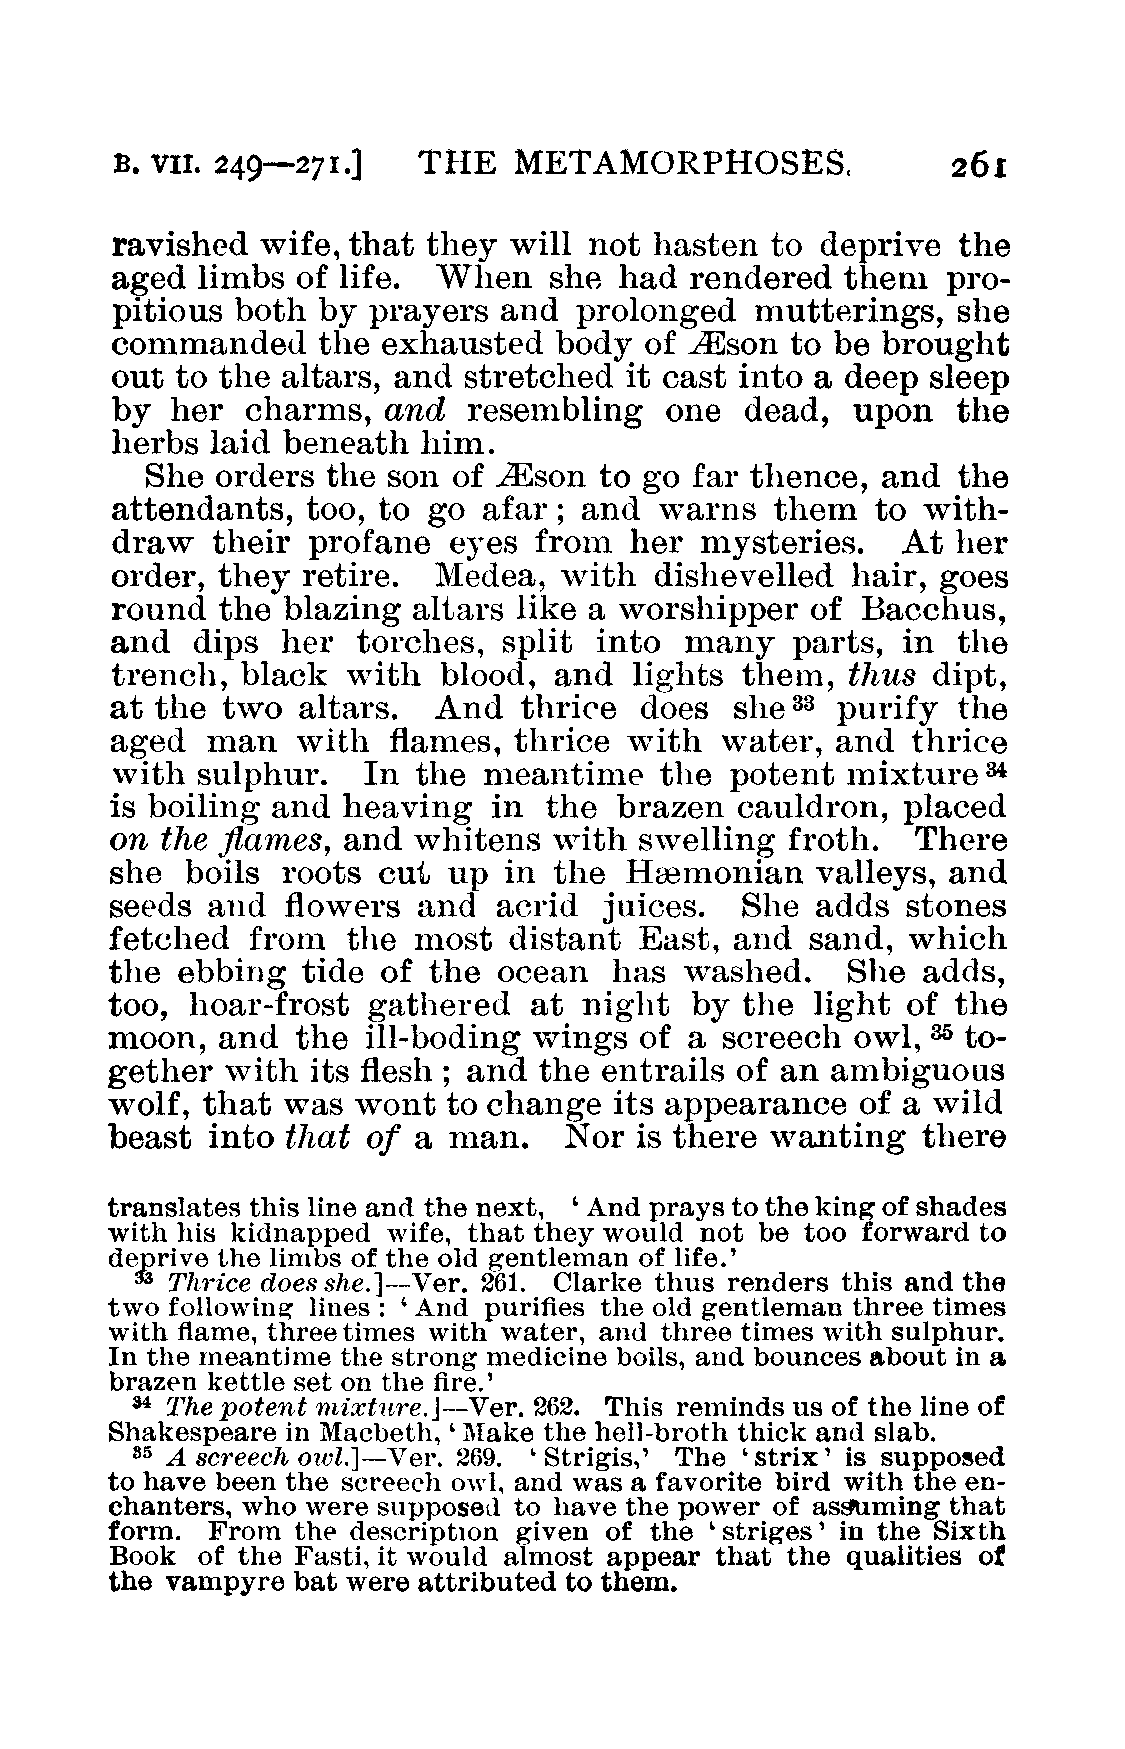 B. VII. 249—271.] THE METAMORPHOSES. 261
ravished wife, that they will not hasten to deprive the
aged limbs of life. When she had rendered them pro-
pitious both by prayers and prolonged mutterings, she
commanded the exhausted body of Æson to be brought
out to the altars, and stretched it cast into a deep sleep
by her charms, and resembling one dead, upon the
herbs laid beneath him.
She orders the son of Æson to go far thence, and the
attendants, too, to go afar; and warns them to with-
draw their profane eyes from her mysteries. At her
order, they retire. Medea, with dishevelled hair, goes
round the blazing altars like a worshipper of Bacchus,
and dips her torches, split into many parts, in the
trench, black with blood, and lights them, thus dipt,
at the two altars. And thrice does she ³³ purify the
aged man with flames, thrice with water, and thrice
with sulphur. In the meantime the potent mixture ³⁴
is boiling and heaving in the brazen cauldron, placed
on the flames, and whitens with swelling froth. There
she boils roots cut up in the Hæmonian valleys, and
seeds and flowers and acrid juices. She adds stones
fetched from the most distant East, and sand, which
the ebbing tide of the ocean has washed. She adds,
too, hoar-frost gathered at night by the light of the
moon, and the ill-boding wings of a screech owl, ³⁵ to-
gether with its flesh; and the entrails of an ambiguous
wolf, that was wont to change its appearance of a wild
beast into that of a man. Nor is there wanting there
translates this line and the next, ‘And prays to the king of shades
with his kidnapped wife, that they would not be too forward to
deprive the limbs of the old gentleman of life.’
³³ Thrice does she.]—Ver. 261. Clarke thus renders this and the
two following lines: ‘And purifies the old gentleman three times
with flame, three times with water, and three times with sulphur.
In the meantime the strong medicine boils, and bounces about in a
brazen kettle set on the fire.’
³⁴ The potent mixture.]—Ver. 262. This reminds us of the line of
Shakespeare in Macbeth, ‘Make the hell-broth thick and slab.
³⁵ A screech owl.]—Ver. 269. ‘Strigis,’ The ‘strix’ is supposed
to have been the screech owl, and was a favorite bird with the en-
chanters, who were supposed to have the power of assuming that
form. From the description given of the ‘striges’ in the Sixth
Book of the Fasti, it would almost appear that the qualities of
the vampyre bat were attributed to them.